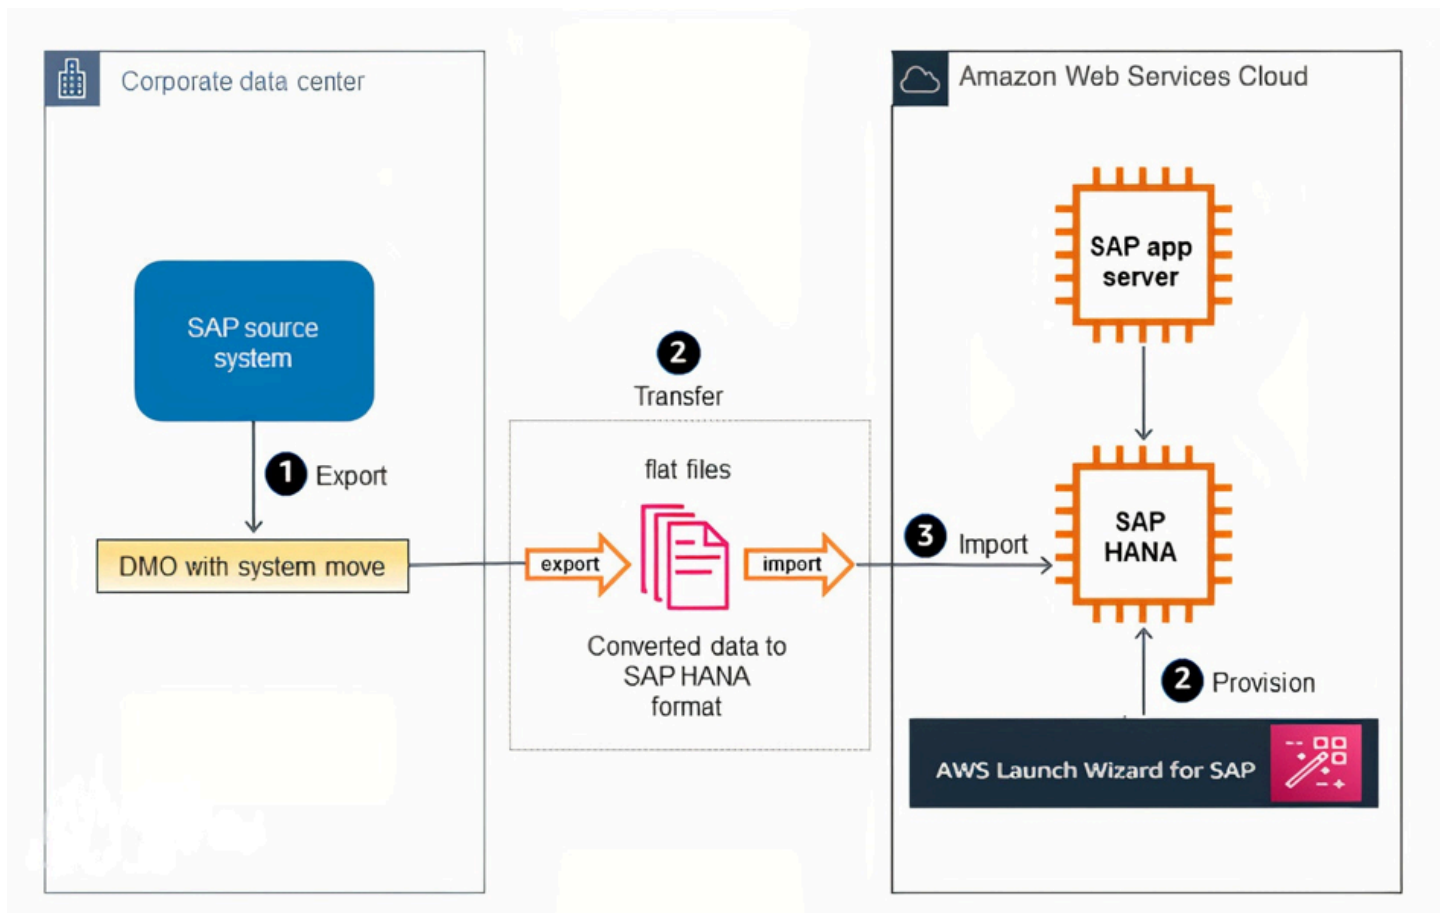 Corporate data center
Amazon Web Services Cloud
SAP source
system
1 Export
DMO with system move
2
Transfer
flat files
export
import
Converted data to
SAP HANA
format
SAP app
server
3 Import
SAP
HANA
2 Provision
AWS Launch Wizard for SAP